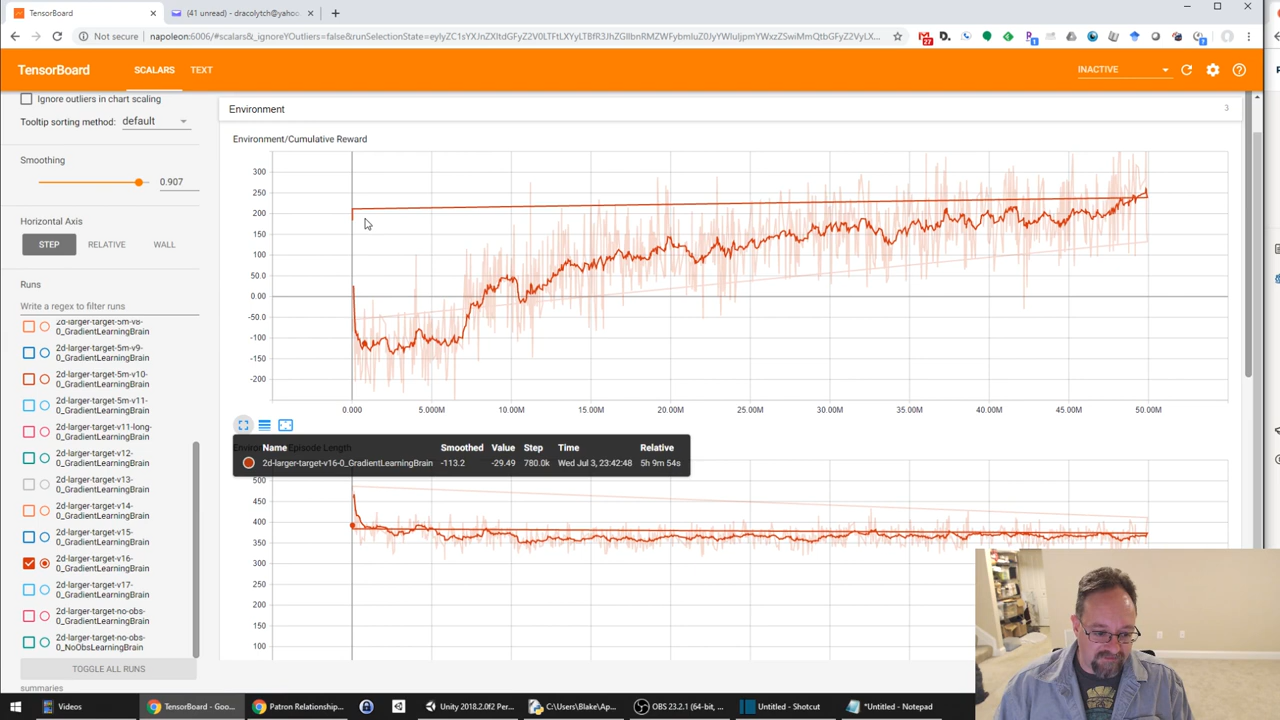 TensorBoard
(41 unread) - dracolytch@yahoo.
Not secure
napoleon:6006/#scalars&_ignoreYOutliers=false&runSelectionState=
27
TensorBoard
SCALARS
TEXT
INACTIVE
Ignore outliers in chart scaling
Tooltip sorting method: default
Smoothing
0.907
Horizontal Axis
STEP
RELATIVE
WALL
Runs
Write a regex to filter runs
2d-larger-target-5m-v8-
0_GradientLearningBrain
2d-larger-target-5m-v9-
0_GradientLearningBrain
2d-larger-target-5m-v10-
0_GradientLearningBrain
2d-larger-target-v11-
0_GradientLearningBrain
2d-larger-target-v11-long-
0_GradientLearningBrain
2d-larger-target-v12-
0_GradientLearningBrain
2d-larger-target-v13-
0_GradientLearningBrain
2d-larger-target-v14-
0_GradientLearningBrain
2d-larger-target-v15-
0_GradientLearningBrain
2d-larger-target-v16-
0_GradientLearningBrain
2d-larger-target-v17-
0_GradientLearningBrain
2d-larger-target-no-obs-
0_GradientLearningBrain
2d-larger-target-no-obs-
0_NoObsLearningBrain
TOGGLE ALL RUNS
summaries
Environment
3
Environment/Cumulative Reward
300
250
200
150
100
50.0
0.00
-50.0
-100
-150
-200
0.000 5.000M 10.00M 15.00M 20.00M 25.00M 30.00M 35.00M 40.00M 45.00M 50.00M
Episode Length
Name Smoothed Value Step Time Relative
2d-larger-target-v16-0_GradientLearningBrain -113.2 -29.49 780.0k Wed Jul 3, 23:42:48 5h 9m 54s
500
450
400
350
300
250
200
150
100
Videos
TensorBoard - Goo...
Patron Relationship...
Unity 2018.2.0f2 Per...
C:\Users\Blake\Ap...
OBS 23.2.1 (64-bit, ...
Untitled - Shotcut
*Untitled - Notepad